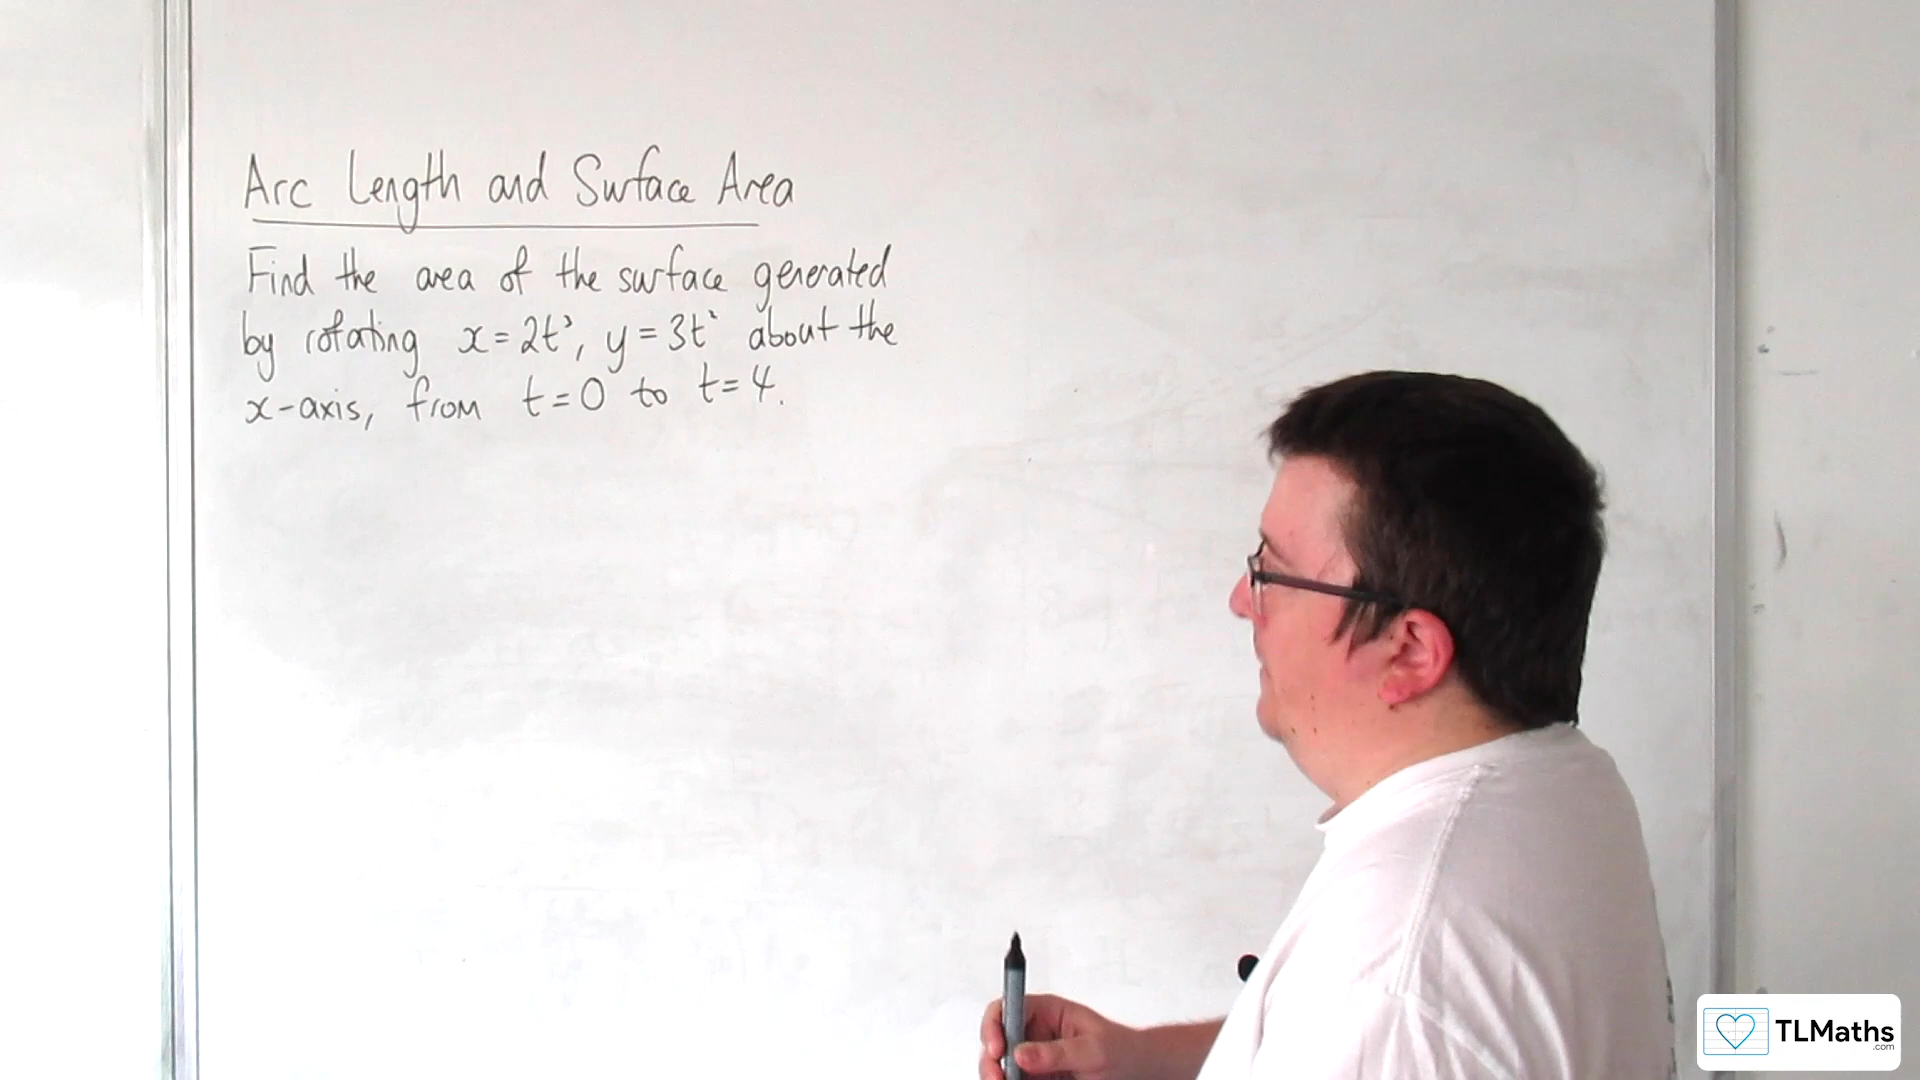 Arc Length and Surface Area
Find the area of the surface generated
by rotating x = 2t³, y = 3t² about the
x-axis, from t = 0 to t = 4.
TLMaths
.com